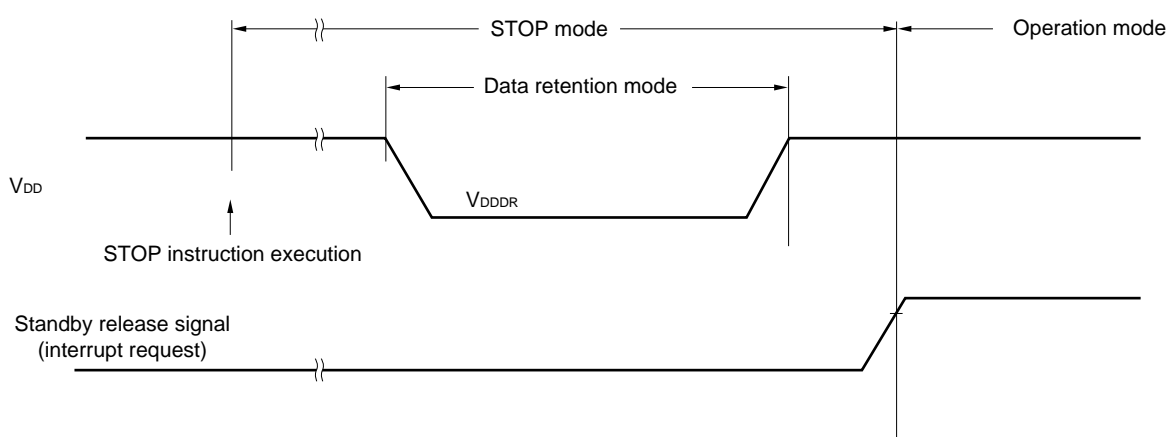 STOP mode
Operation mode
Data retention mode
VDD
VDDDR
STOP instruction execution
Standby release signal
(interrupt request)